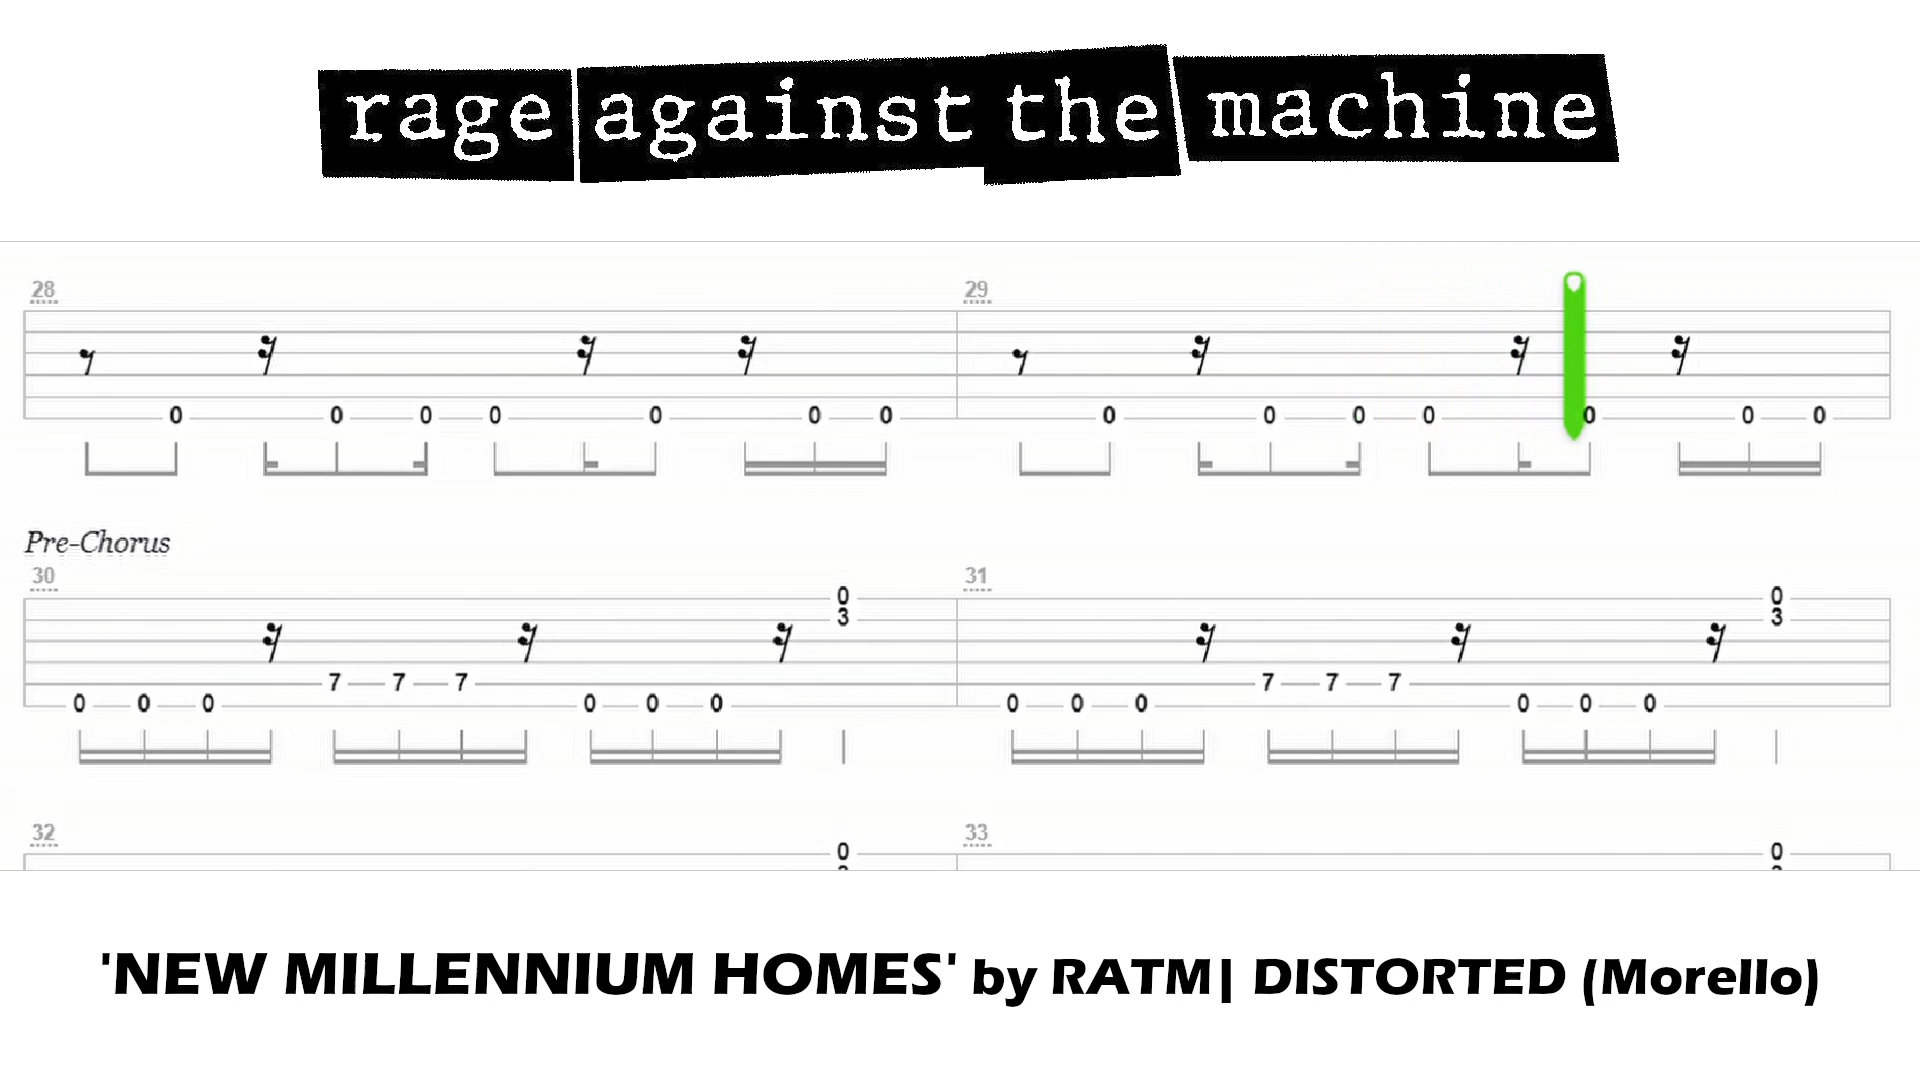 rage against the machine
28 29
0 0 0 0 0 0 0 0 0 0 0 0 0 0
Pre-Chorus
30 31
0 0
3 3
7 7 7 7 7 7
0 0 0 0 0 0 0 0 0 0 0 0
32 33
0 0
'NEW MILLENNIUM HOMES' by RATM| DISTORTED (Morello)